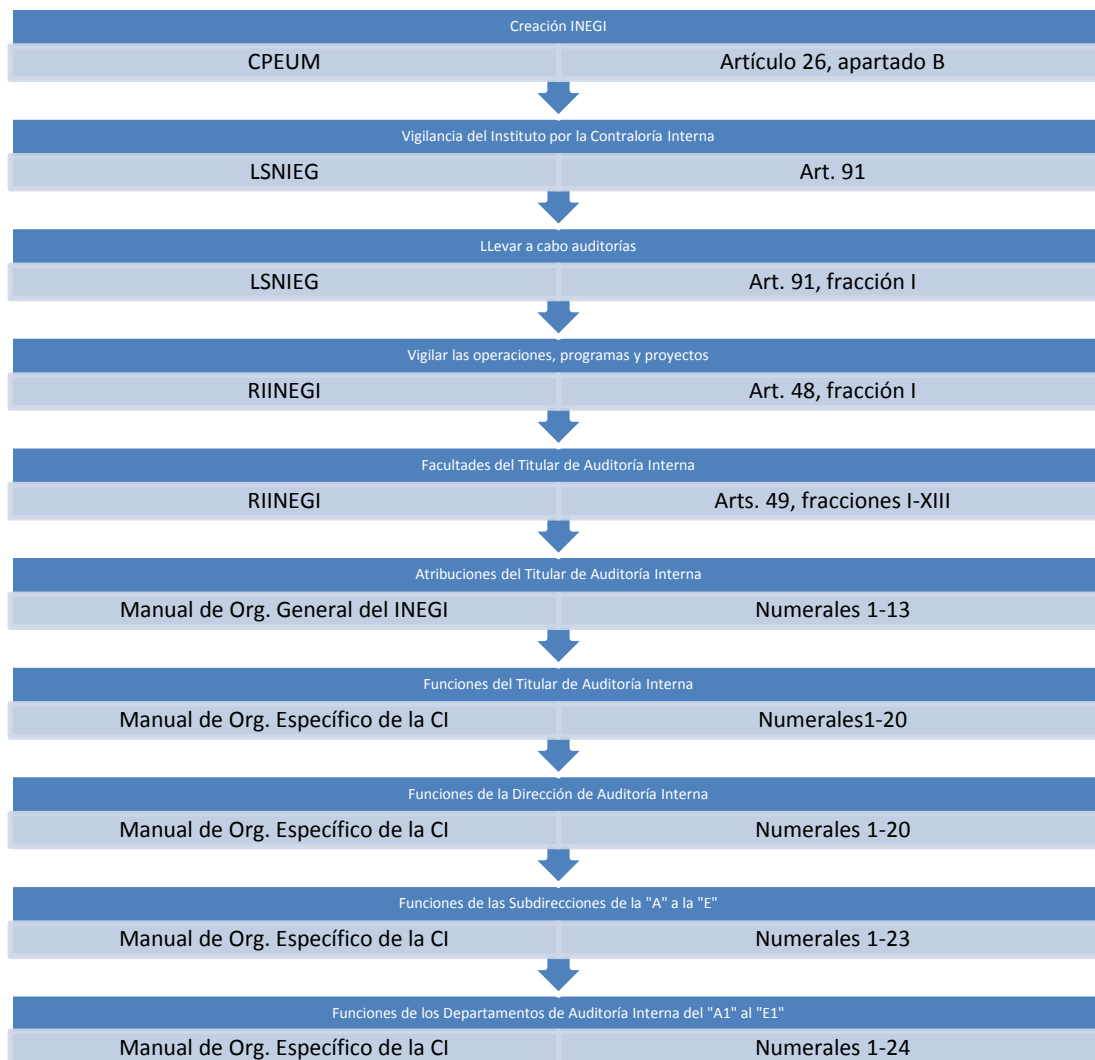 Creación INEGI
CPEUM Artículo 26, apartado B
Vigilancia del Instituto por la Contraloría Interna
LSNIEG Art. 91
LLevar a cabo auditorías
LSNIEG Art. 91, fracción I
Vigilar las operaciones, programas y proyectos
RIINEGI Art. 48, fracción I
Facultades del Titular de Auditoría Interna
RIINEGI Arts. 49, fracciones I-XIII
Atribuciones del Titular de Auditoría Interna
Manual de Org. General del INEGI Numerales 1-13
Funciones del Titular de Auditoría Interna
Manual de Org. Específico de la CI Numerales1-20
Funciones de la Dirección de Auditoría Interna
Manual de Org. Específico de la CI Numerales 1-20
Funciones de las Subdirecciones de la "A" a la "E"
Manual de Org. Específico de la CI Numerales 1-23
Funciones de los Departamentos de Auditoría Interna del "A1" al "E1"
Manual de Org. Específico de la CI Numerales 1-24